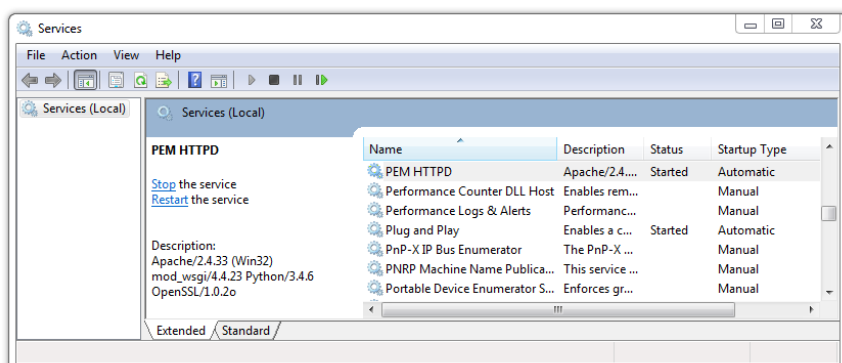 Services
File Action View Help
Services (Local)
Services (Local)
PEM HTTPD
Stop the service
Restart the service
Description:
Apache/2.4.33 (Win32)
mod_wsgi/4.4.23 Python/3.4.6
OpenSSL/1.0.2o
Name Description Status Startup Type
PEM HTTPD Apache/2.4.... Started Automatic
Performance Counter DLL Host Enables rem... Manual
Performance Logs & Alerts Performanc... Manual
Plug and Play Enables a c... Started Automatic
PnP-X IP Bus Enumerator The PnP-X ... Manual
PNRP Machine Name Publica... This service ... Manual
Portable Device Enumerator S... Enforces gr... Manual
Extended Standard